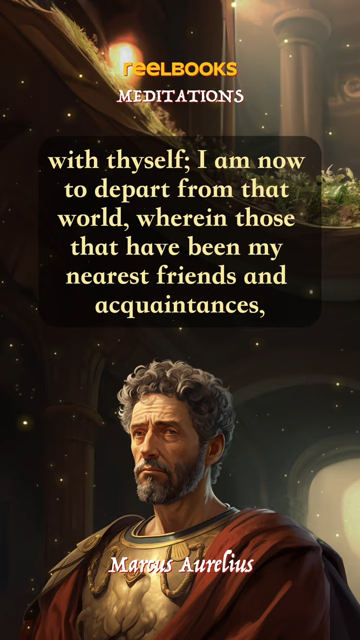 reelBOOKS
MEDITATIONS
with thyself; I am now
to depart from that
world, wherein those
that have been my
nearest friends and
acquaintances,
Marcus Aurelius